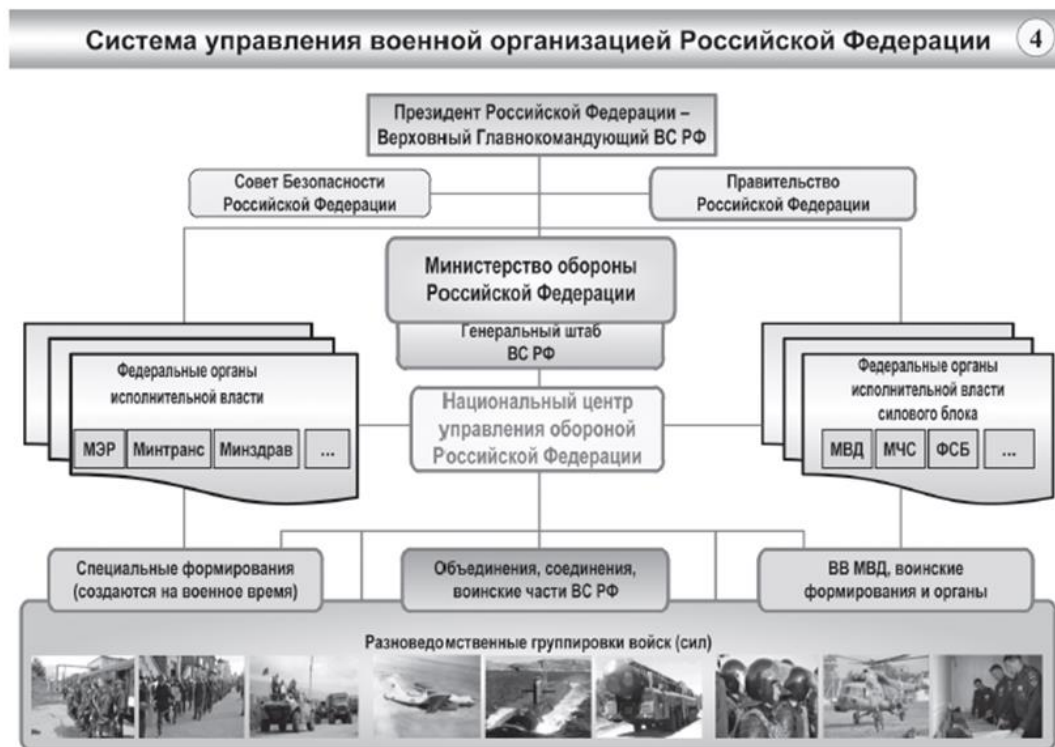 Система управления военной организацией Российской Федерации
4
Президент Российской Федерации –
Верховный Главнокомандующий ВС РФ
Совет Безопасности
Российской Федерации
Правительство
Российской Федерации
Министерство обороны
Российской Федерации
Генеральный штаб
ВС РФ
Федеральные органы
исполнительной власти
МЭР
Минтранс
Минздрав
...
Национальный центр
управления обороной
Российской Федерации
Федеральные органы
исполнительной власти
силового блока
МВД
МЧС
ФСБ
...
Специальные формирования
(создаются на военное время)
Объединения, соединения,
воинские части ВС РФ
ВВ МВД, воинские
формирования и органы
Разноведомственные группировки войск (сил)